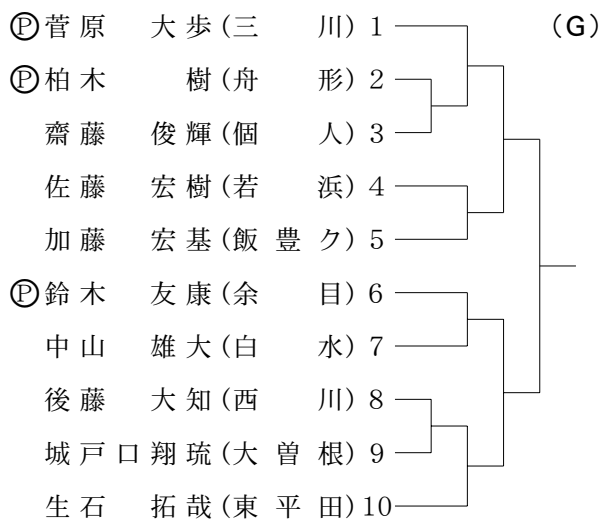 Ⓟ菅原 大歩(三川) 1 (G)
Ⓟ柏木 樹(舟形) 2
齋藤 俊輝(個人) 3
佐藤 宏樹(若浜) 4
加藤 宏基(飯豊ク) 5
Ⓟ鈴木 友康(余目) 6
中山 雄大(白水) 7
後藤 大知(西川) 8
城戸口翔琉(大曽根) 9
生石 拓哉(東平田) 10